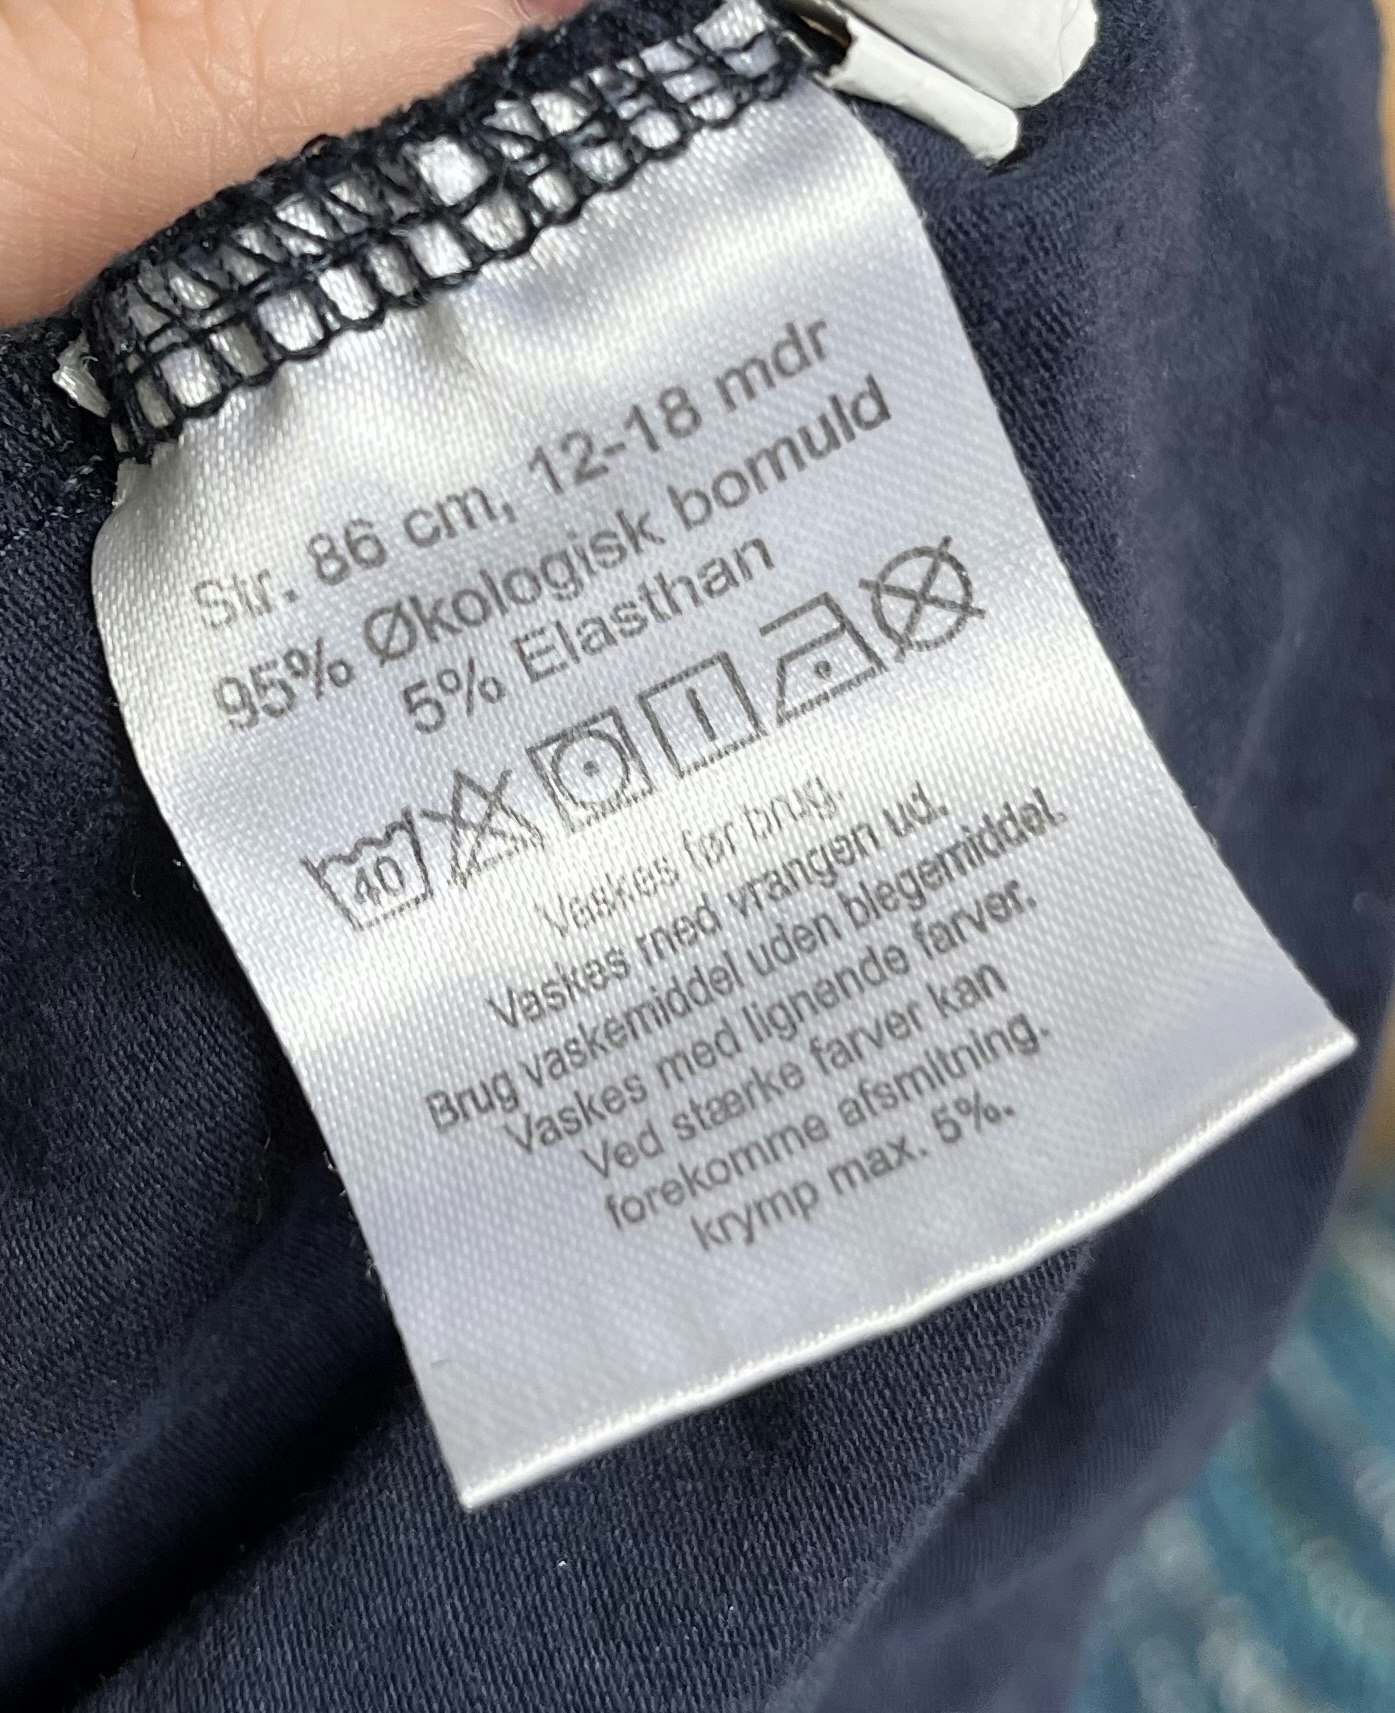 Str. 86 cm, 12-18 mdr
95% Økologisk bomuld
5% Elasthan
40
Vaskes før brug.
Vaskes med vrangen ud.
Brug vaskemiddel uden blegemiddel.
Vaskes med lignende farver.
Ved stærke farver kan
forekomme afsmitning.
krymp max. 5%.